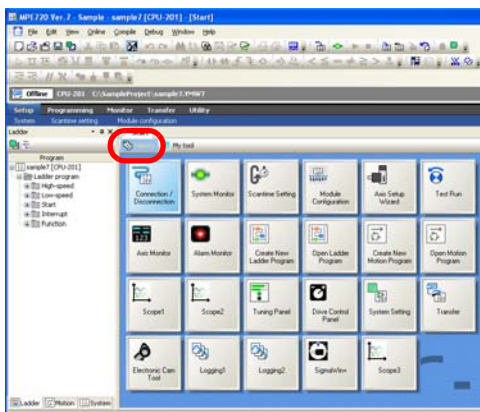 MPE720 Ver.7 - Sample - sample7 [CPU-201] - [Start]
File Edit View Online Compile Debug Window Help
Offline CPU-201 C:\SampleProject\sample7.YMW7
Setup Programming Monitor Transfer Utility
System Scantime setting Module configuration
Ladder
My tool
Program
sample7 [CPU-201]
Ladder program
High-speed
Low-speed
Start
Interrupt
Function
Connection / Disconnection
System Monitor
Scantime Setting
Module Configuration
Axis Setup Wizard
Test Run
Axis Monitor
Alarm Monitor
Create New Ladder Program
Open Ladder Program
Create New Motion Program
Open Motion Program
Scope1
Scope2
Tuning Panel
Drive Control Panel
System Setting
Transfer
Electronic Cam Tool
Logging1
Logging2
SigmaWin+
Scope3
Ladder Motion System